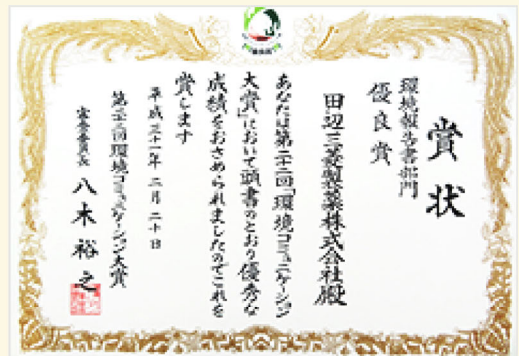 賞状
環境報告書部門
優良賞
田辺三菱製薬株式会社殿
あなたは第二十二回「環境コミュニケーション
大賞」において頭書のとおり優秀な
成績をおさめられましたのでこれを
賞します
平成三十一年二月二十日
第二十二回環境コミュニケーション大賞
審査委員長 八木裕之